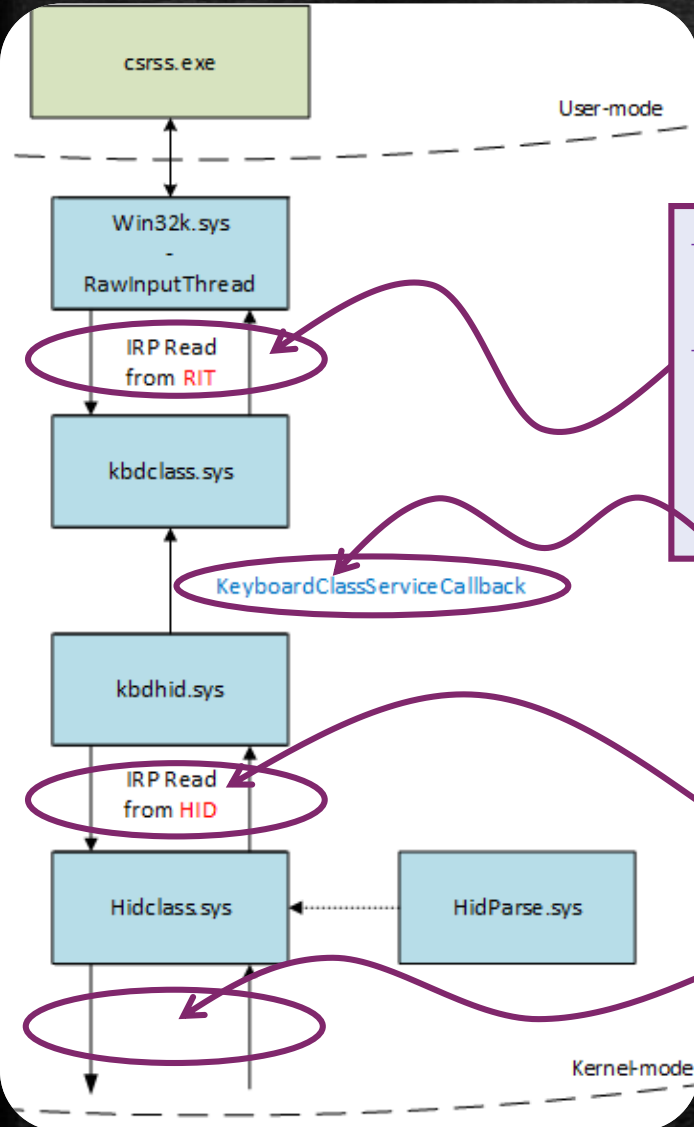 csrss.exe
User-mode
Win32k.sys
-
RawInputThread
IRP Read
from RIT
kbdclass.sys
KeyboardClassServiceCallback
kbdhid.sys
IRP Read
from HID
Hidclass.sys
HidParse.sys
Kernel-mode